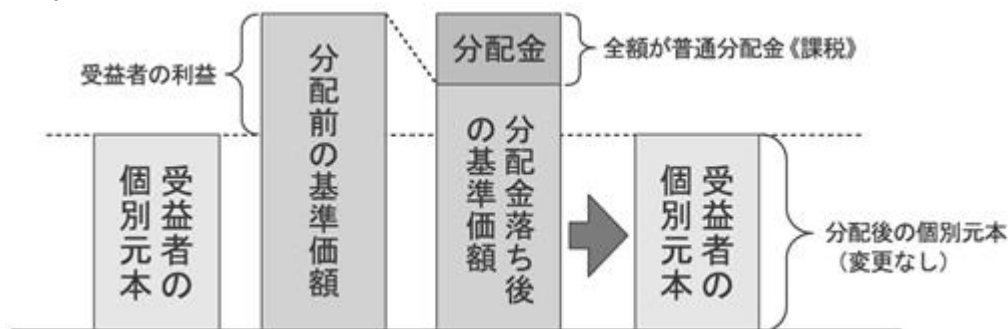 受益者の利益
受益者の
個別元本
分配前の基準価額
分配金
全額が普通分配金《課税》
分配金落ち後
の基準価額
受益者の
個別元本
分配後の個別元本
（変更なし）